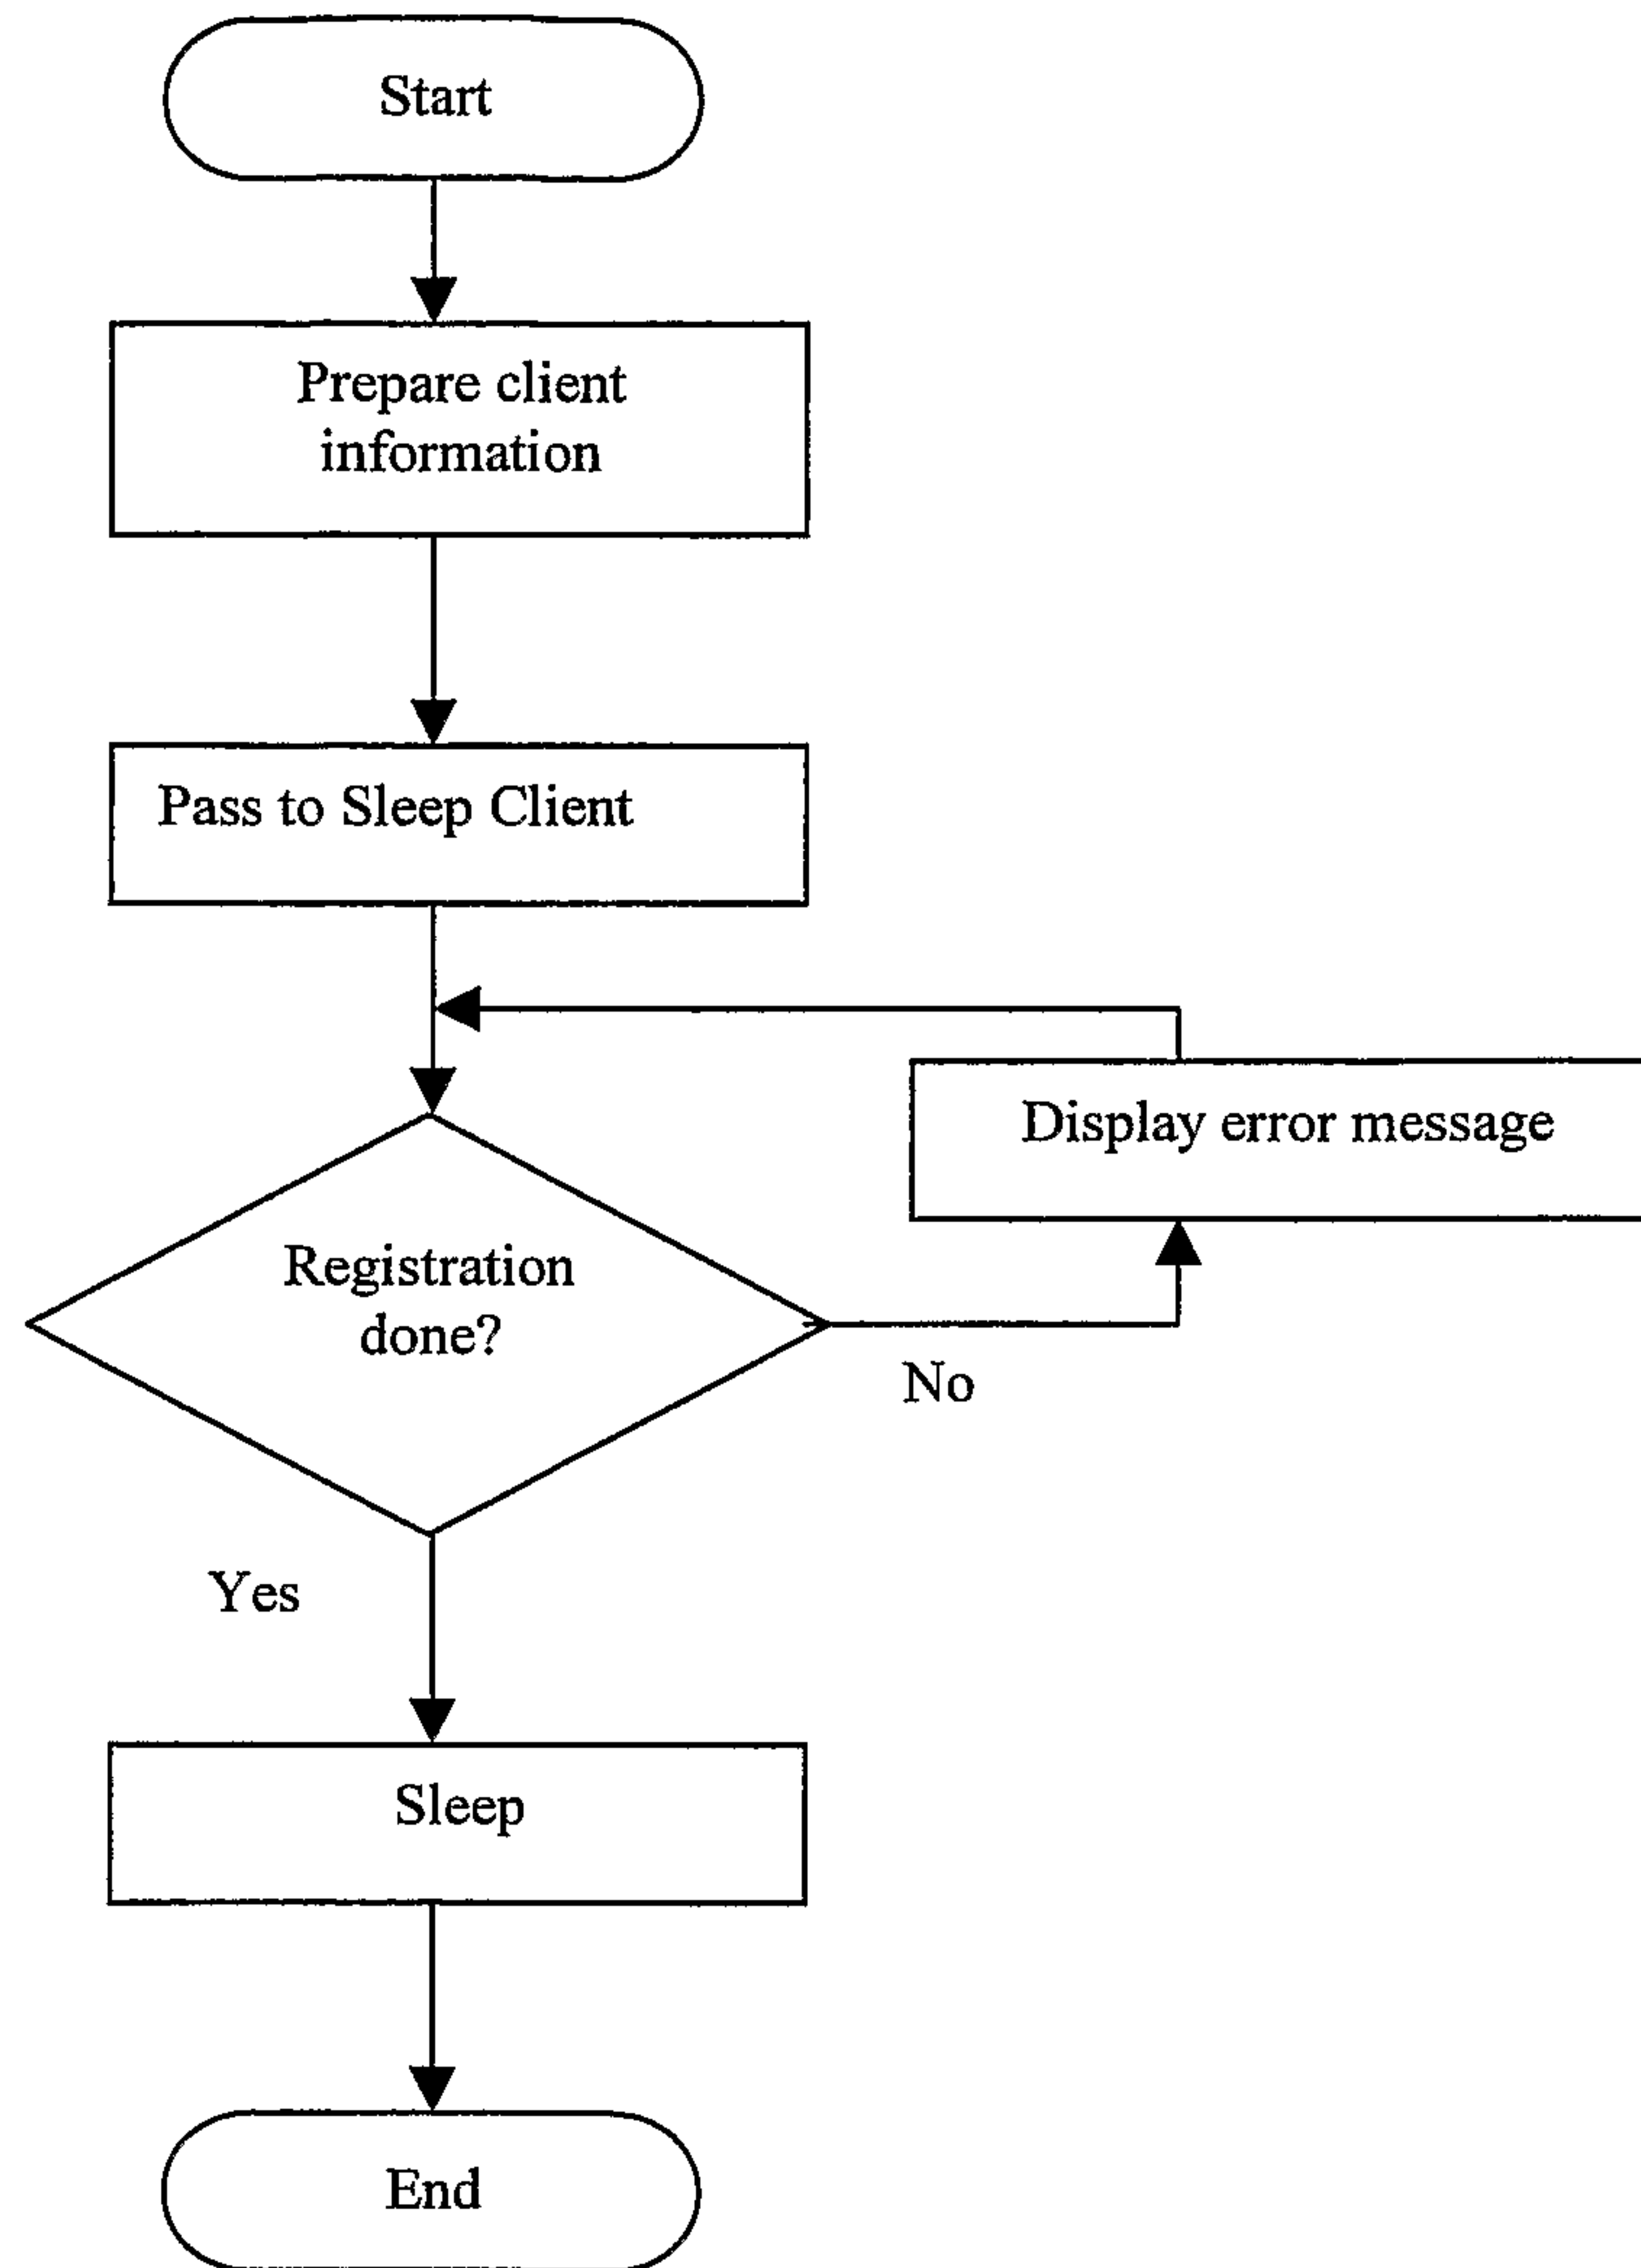 Start
Prepare client
information
Pass to Sleep Client
Display error message
Registration
done?
No
Yes
Sleep
End